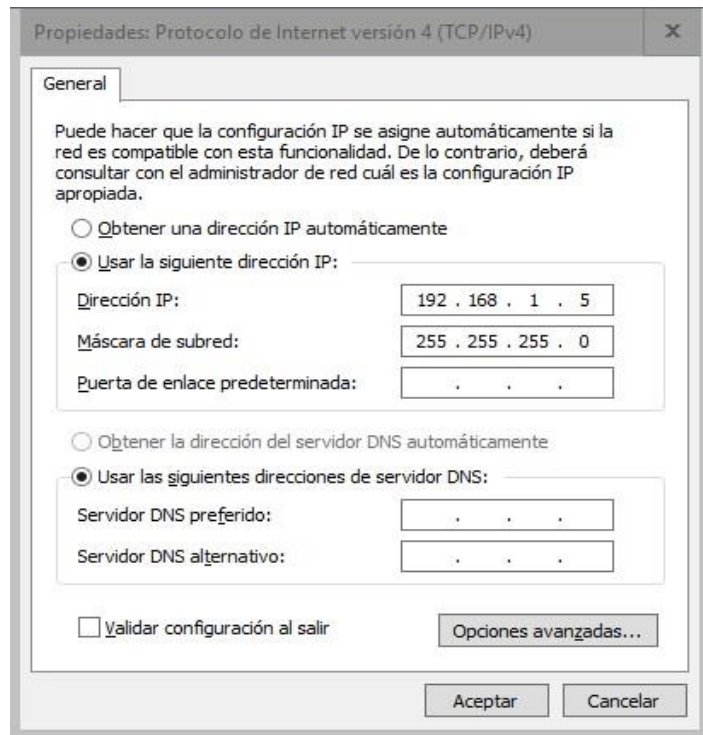 Propiedades: Protocolo de Internet versión 4 (TCP/IPv4)
General
Puede hacer que la configuración IP se asigne automáticamente si la
red es compatible con esta funcionalidad. De lo contrario, deberá
consultar con el administrador de red cuál es la configuración IP
apropiada.
Obtener una dirección IP automáticamente
Usar la siguiente dirección IP:
Dirección IP: 192 . 168 . 1 . 5
Máscara de subred: 255 . 255 . 255 . 0
Puerta de enlace predeterminada: . . .
Obtener la dirección del servidor DNS automáticamente
Usar las siguientes direcciones de servidor DNS:
Servidor DNS preferido: . . .
Servidor DNS alternativo: . . .
Validar configuración al salir Opciones avanzadas...
Aceptar Cancelar